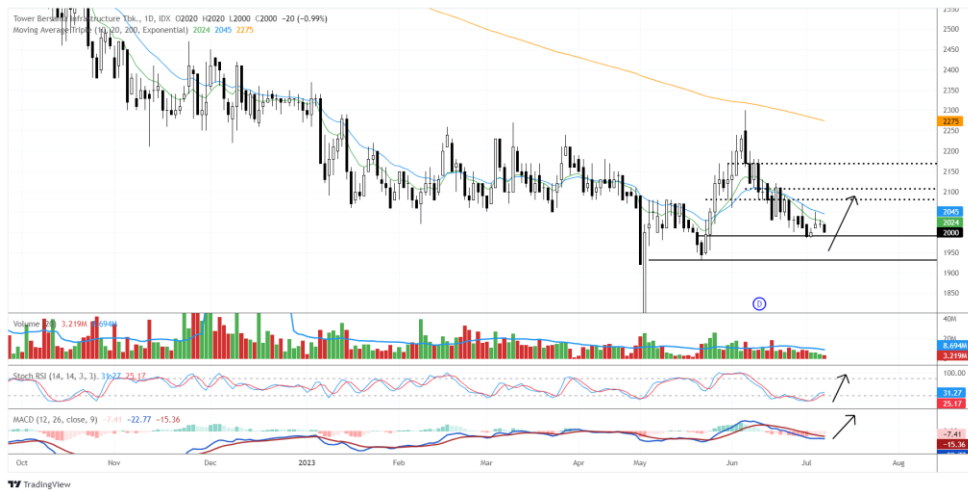 Tower Bersama Infrastructure Tbk., 1D, IDX O2020 H2020 L2000 C2000 -20 (-0.99%)
Moving Average Triple (10, 20, 200, Exponential) 2024 2045 2275
2550
2500
2450
2400
2350
2300
2275
2250
2200
2150
2100
2045
2024
2000
1950
1900
1850
D
Volume (20) 3.219M 8.694M
40M
20M
8.694M
3.219M
Stoch RSI (14, 14, 3, 3) 31.27 25.17
100.00
31.27
25.17
MACD (12, 26, close, 9) -7.41 -22.77 -15.36
-7.41
-15.36
Oct Nov Dec 2023 Feb Mar Apr May Jun Jul Aug
TradingView